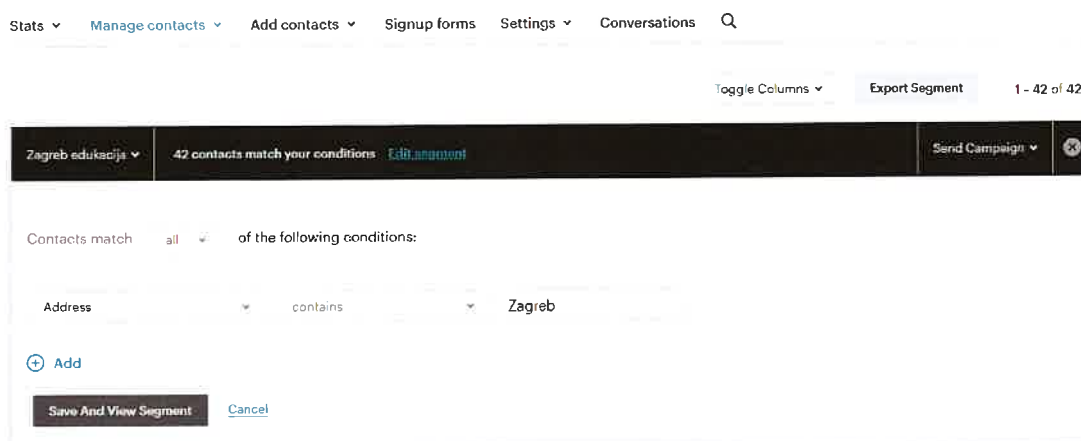 Stats Manage contacts Add contacts Signup forms Settings Conversations
Toggle Columns Export Segment 1 - 42 of 42
Zagreb edukacija 42 contacts match your conditions Edit segment Send Campaign
Contacts match all of the following conditions:
Address contains Zagreb
Add
Save And View Segment Cancel